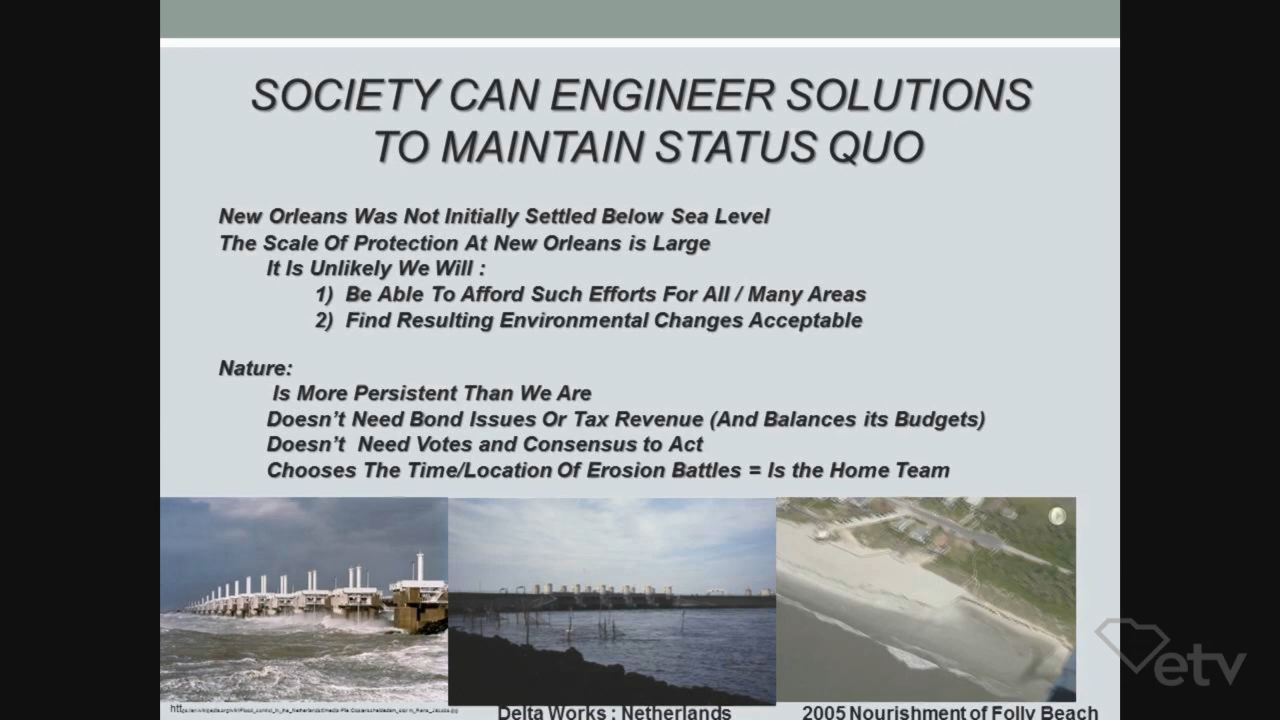 SOCIETY CAN ENGINEER SOLUTIONS
TO MAINTAIN STATUS QUO
New Orleans Was Not Initially Settled Below Sea Level
The Scale Of Protection At New Orleans is Large
It Is Unlikely We Will :
1) Be Able To Afford Such Efforts For All / Many Areas
2) Find Resulting Environmental Changes Acceptable
Nature:
Is More Persistent Than We Are
Doesn't Need Bond Issues Or Tax Revenue (And Balances its Budgets)
Doesn't Need Votes and Consensus to Act
Chooses The Time/Location Of Erosion Battles = Is the Home Team
etv
Delta Works : Netherlands
2005 Nourishment of Folly Beach